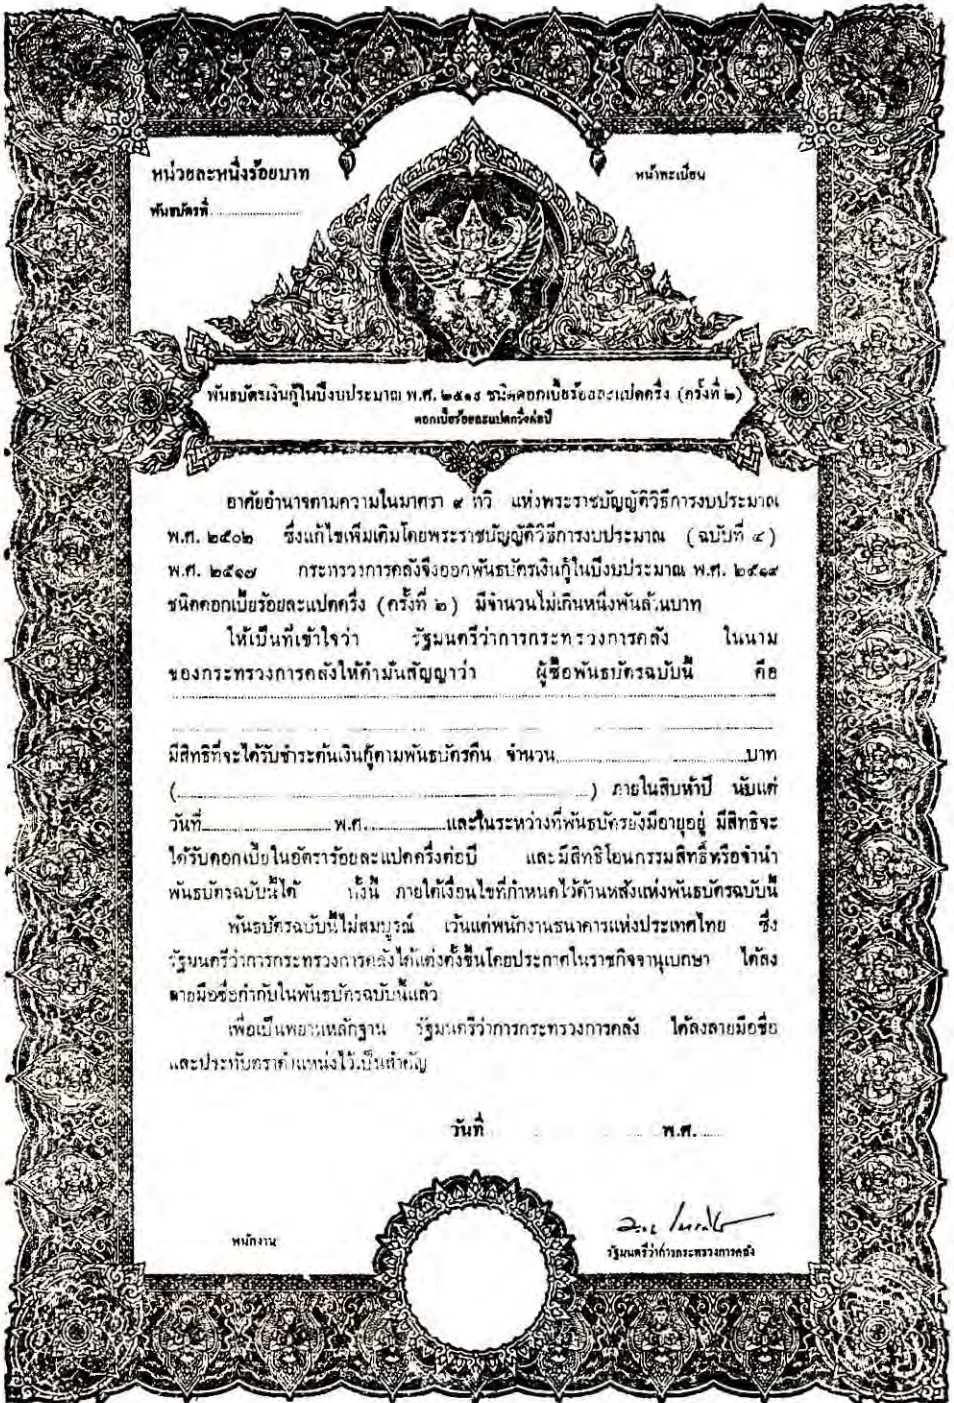 หน่วยละหนึ่งร้อยบาท
หน้าทะเบียน
พันธบัตรที่
พันธบัตรเงินกู้ในปีงบประมาณ พ.ศ. ๒๕๑๙ ชนิดดอกเบี้ยร้อยละแปดครึ่ง (ครั้งที่ ๒)
ดอกเบี้ยร้อยละแปดครึ่งต่อปี
อาศัยอำนาจตามความในมาตรา ๙ ทวิ แห่งพระราชบัญญัติวิธีการงบประมาณ
พ.ศ. ๒๕๐๒ ซึ่งแก้ไขเพิ่มเติมโดยพระราชบัญญัติวิธีการงบประมาณ (ฉบับที่ ๔)
พ.ศ. ๒๕๑๗ กระทรวงการคลังจึงออกพันธบัตรเงินกู้ในปีงบประมาณ พ.ศ. ๒๕๑๙
ชนิดดอกเบี้ยร้อยละแปดครึ่ง (ครั้งที่ ๒) มีจำนวนไม่เกินหนึ่งพันล้านบาท
ให้เป็นที่เข้าใจว่า รัฐมนตรีว่าการกระทรวงการคลัง ในนาม
ของกระทรวงการคลังให้คำมั่นสัญญาว่า ผู้ซื้อพันธบัตรฉบับนี้ คือ
มีสิทธิที่จะได้รับชำระต้นเงินกู้ตามพันธบัตรคืน จำนวน บาท
( ) ภายในสิบห้าปี นับแต่
วันที่ พ.ศ. และในระหว่างที่พันธบัตรยังมีอายุอยู่ มีสิทธิจะ
ได้รับดอกเบี้ยในอัตราร้อยละแปดครึ่งต่อปี และมีสิทธิโอนกรรมสิทธิ์หรือจำนำ
พันธบัตรฉบับนี้ได้ ทั้งนี้ ภายใต้เงื่อนไขที่กำหนดไว้ด้านหลังแห่งพันธบัตรฉบับนี้
พันธบัตรฉบับนี้ไม่สมบูรณ์ เว้นแต่พนักงานธนาคารแห่งประเทศไทย ซึ่ง
รัฐมนตรีว่าการกระทรวงการคลังได้แต่งตั้งขึ้นโดยประกาศในราชกิจจานุเบกษา ได้ลง
ลายมือชื่อกำกับในพันธบัตรฉบับนี้แล้ว
เพื่อเป็นพยานหลักฐาน รัฐมนตรีว่าการกระทรวงการคลัง ได้ลงลายมือชื่อ
และประทับตราตำแหน่งไว้เป็นสำคัญ
วันที่ พ.ศ.
พนักงาน
รัฐมนตรีว่าการกระทรวงการคลัง